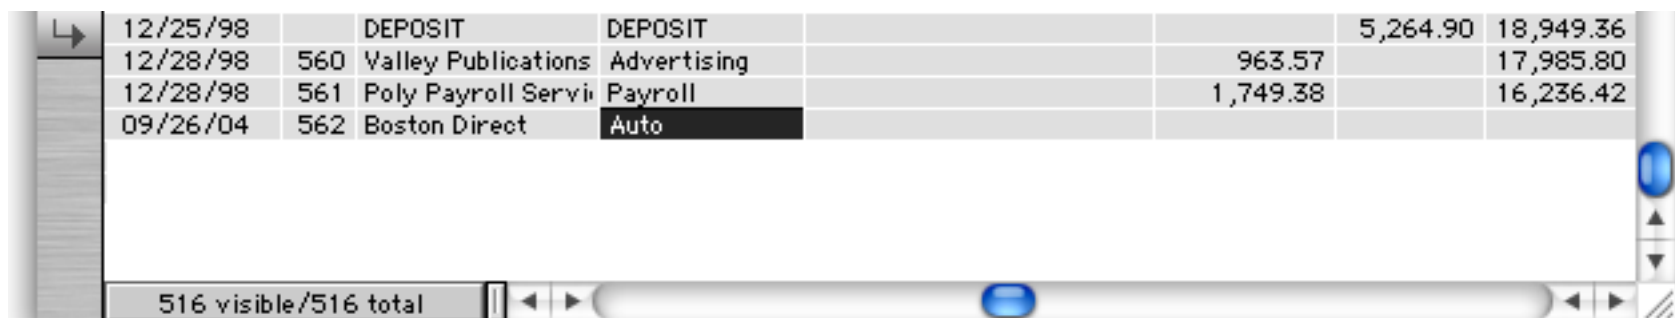 12/25/98 DEPOSIT DEPOSIT 5,264.90 18,949.36
12/28/98 560 Valley Publications Advertising 963.57 17,985.80
12/28/98 561 Poly Payroll Servi Payroll 1,749.38 16,236.42
09/26/04 562 Boston Direct Auto
516 visible/516 total